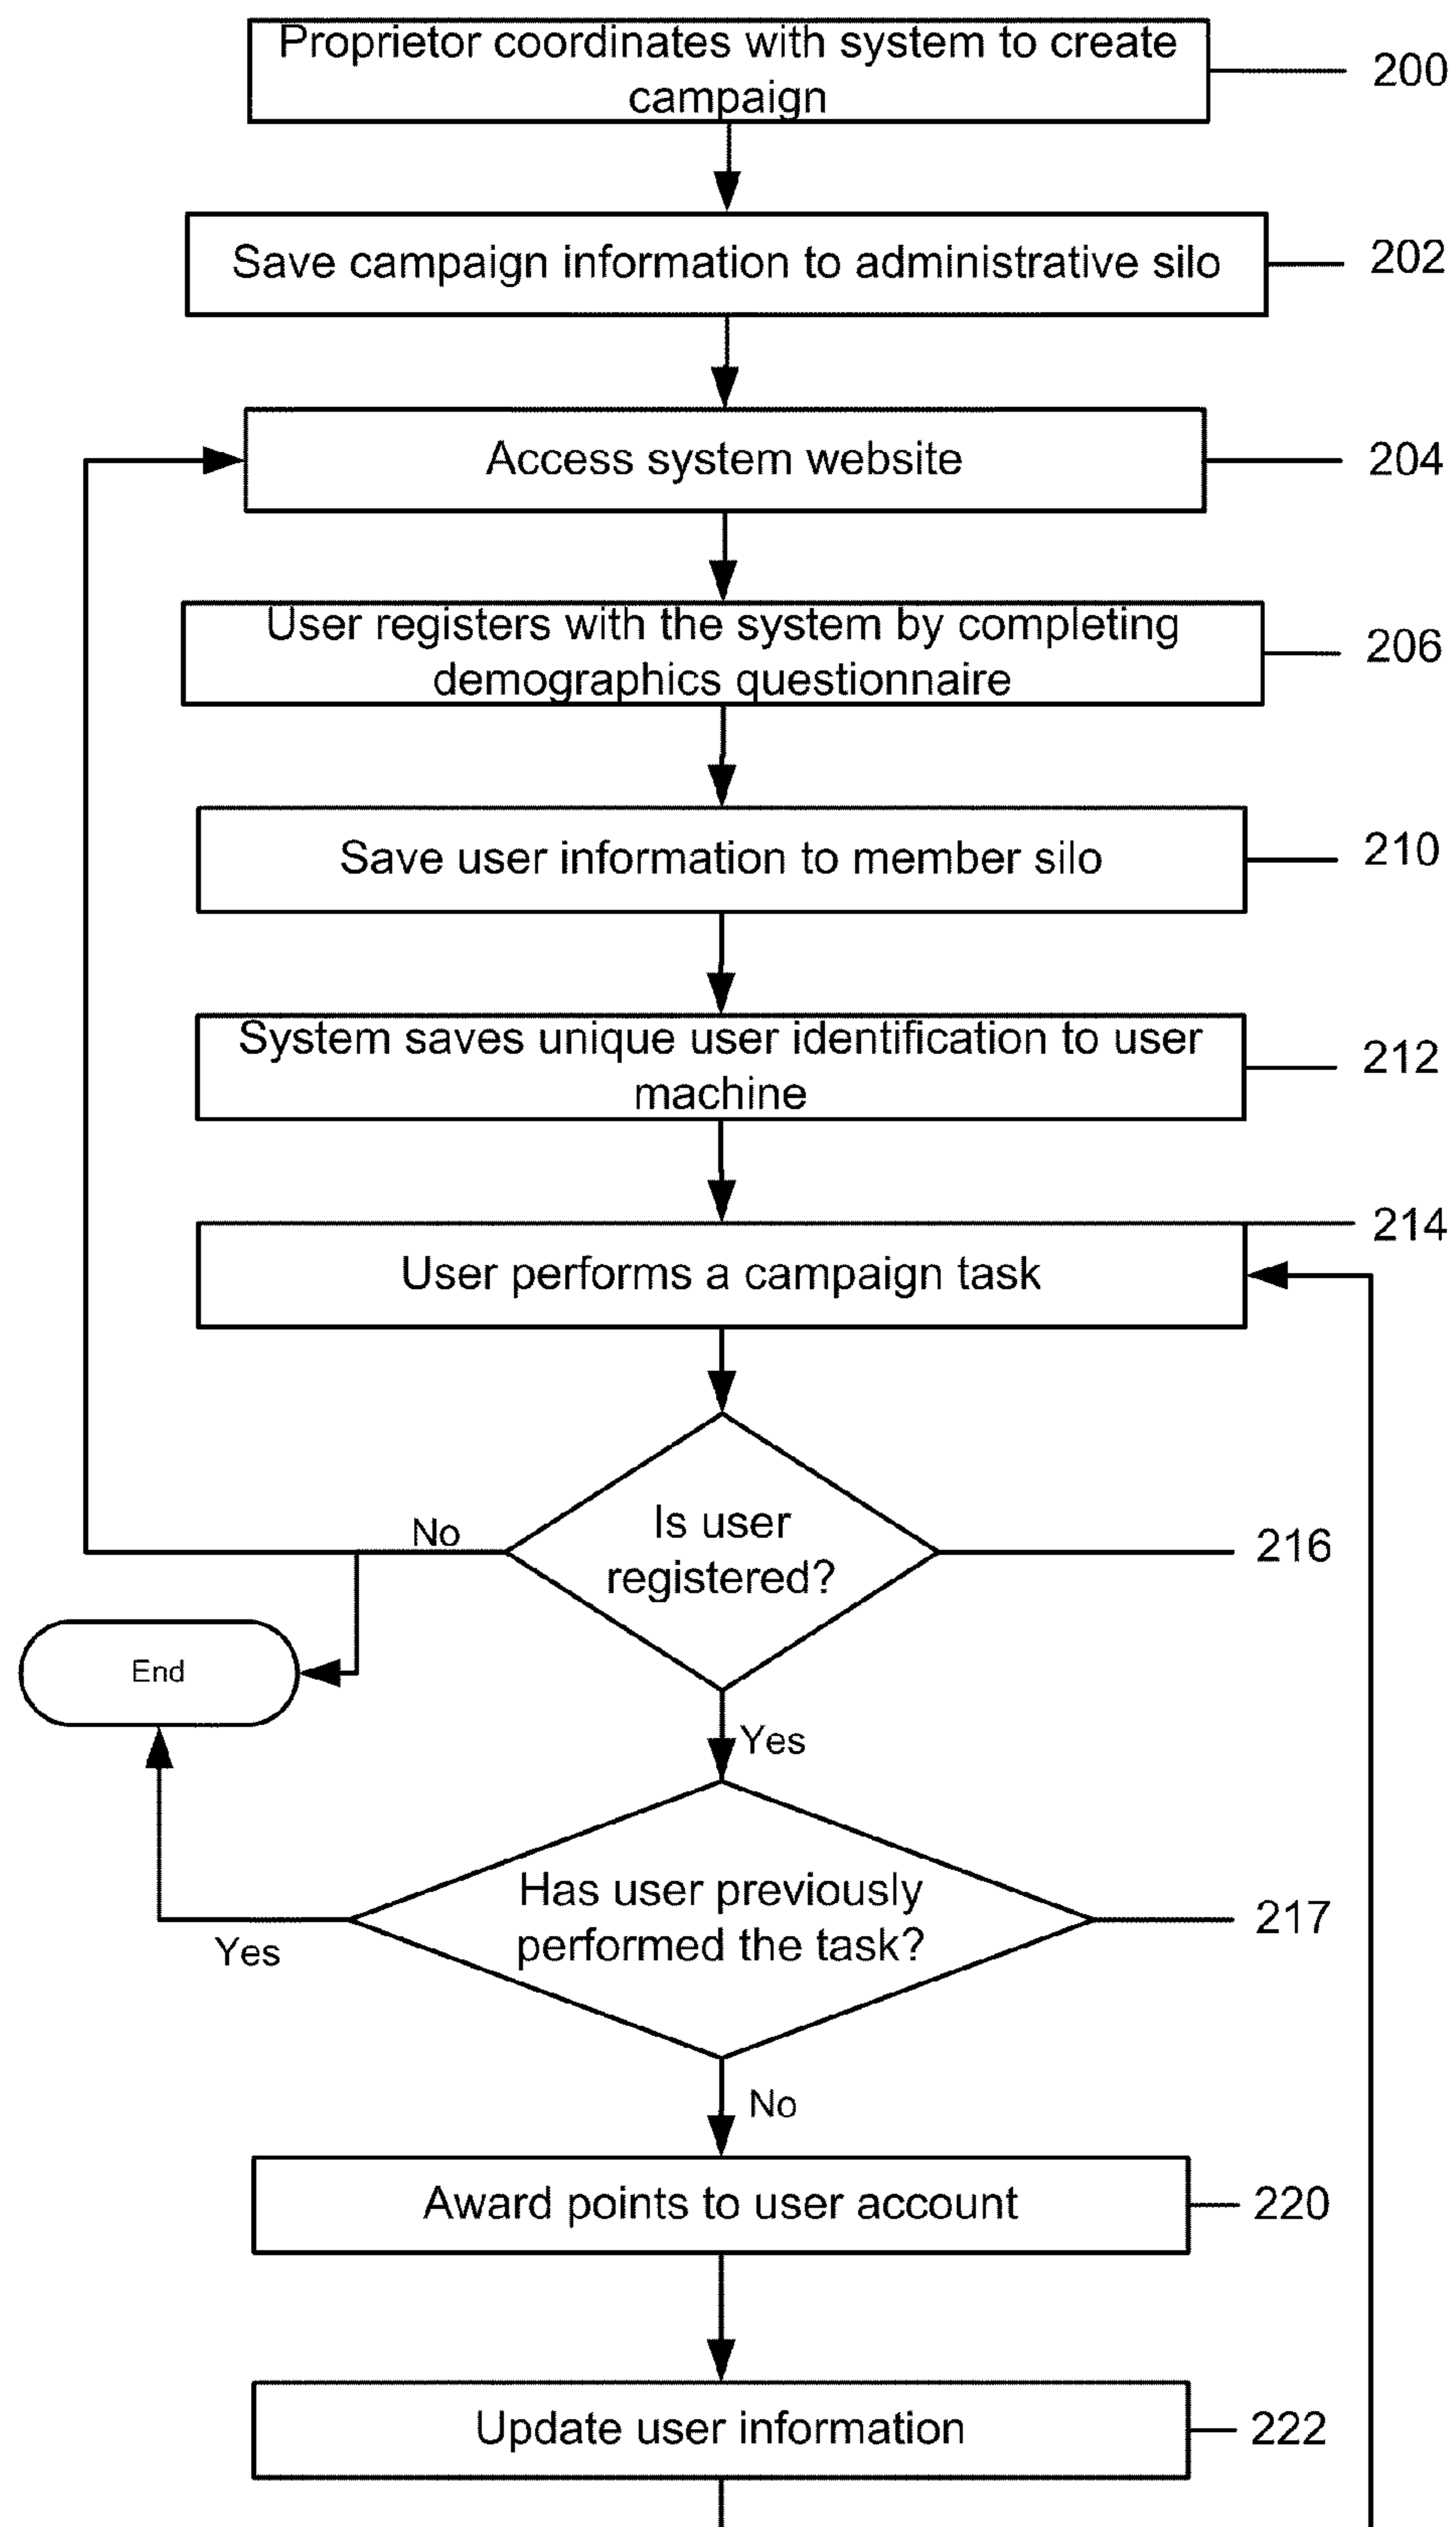 Proprietor coordinates with system to create
campaign
200
Save campaign information to administrative silo
202
Access system website
204
User registers with the system by completing
demographics questionnaire
206
Save user information to member silo
210
System saves unique user identification to user
machine
212
214
User performs a campaign task
Is user
registered?
No
216
End
Yes
Has user previously
performed the task?
217
Yes
No
Award points to user account
220
Update user information
222